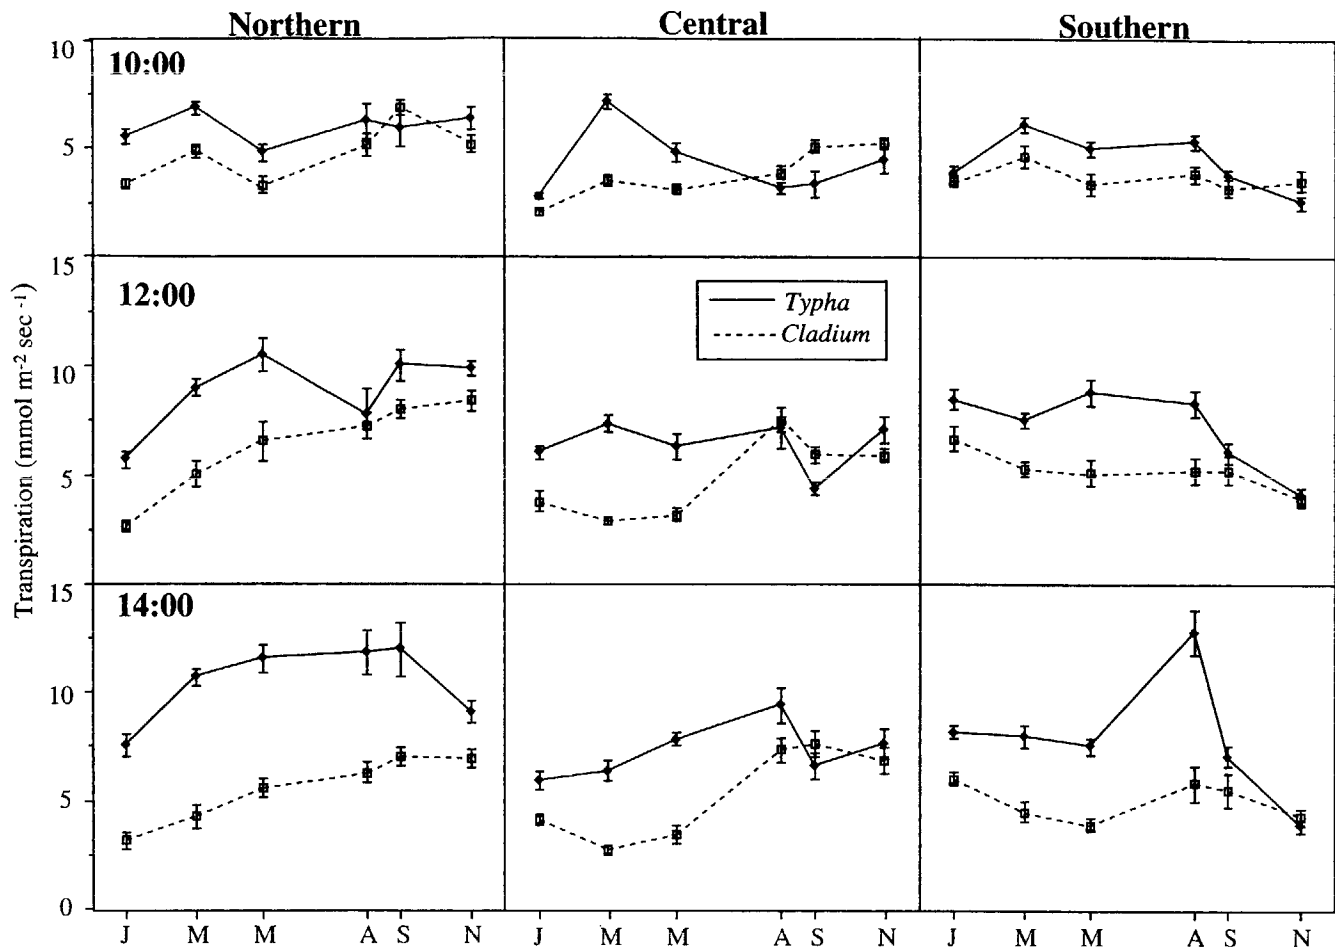 Northern Central Southern
10
10:00
5
15
12:00
Typha
Cladium
10
5
Transpiration (mmol m⁻² sec ⁻¹)
15
14:00
10
5
0
J M M A S N J M M A S N J M M A S N